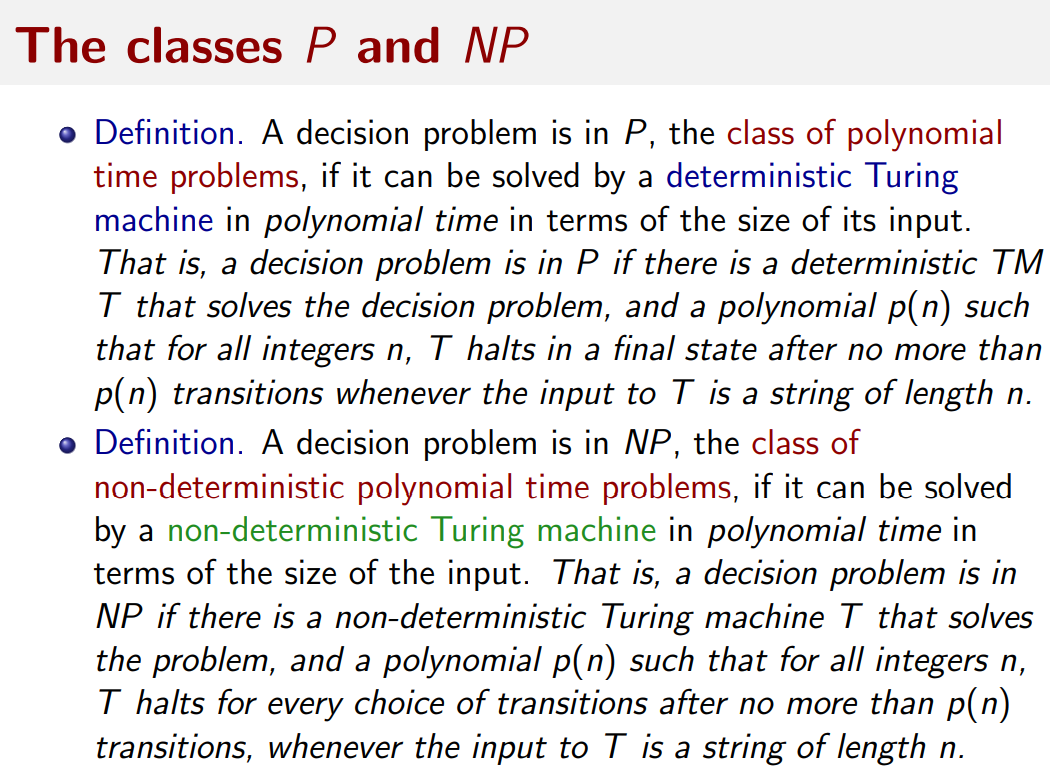 The classes P and NP
Definition. A decision problem is in P, the class of polynomial
time problems, if it can be solved by a deterministic Turing
machine in polynomial time in terms of the size of its input.
That is, a decision problem is in P if there is a deterministic TM
T that solves the decision problem, and a polynomial p(n) such
that for all integers n, T halts in a final state after no more than
p(n) transitions whenever the input to T is a string of length n.
Definition. A decision problem is in NP, the class of
non-deterministic polynomial time problems, if it can be solved
by a non-deterministic Turing machine in polynomial time in
terms of the size of the input. That is, a decision problem is in
NP if there is a non-deterministic Turing machine T that solves
the problem, and a polynomial p(n) such that for all integers n,
T halts for every choice of transitions after no more than p(n)
transitions, whenever the input to T is a string of length n.